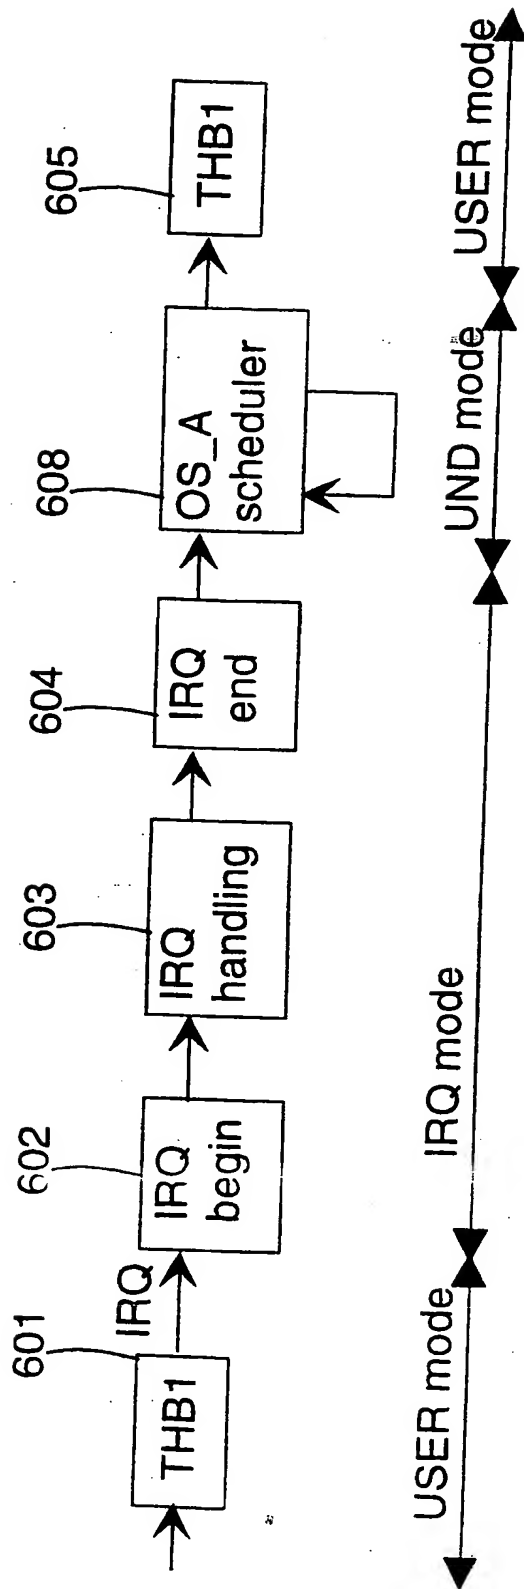 601
602
603
604
608
605
THB1
IRQ
IRQ
begin
IRQ
handling
IRQ
end
OS_A
scheduler
THB1
USER mode
IRQ mode
UND mode
USER mode